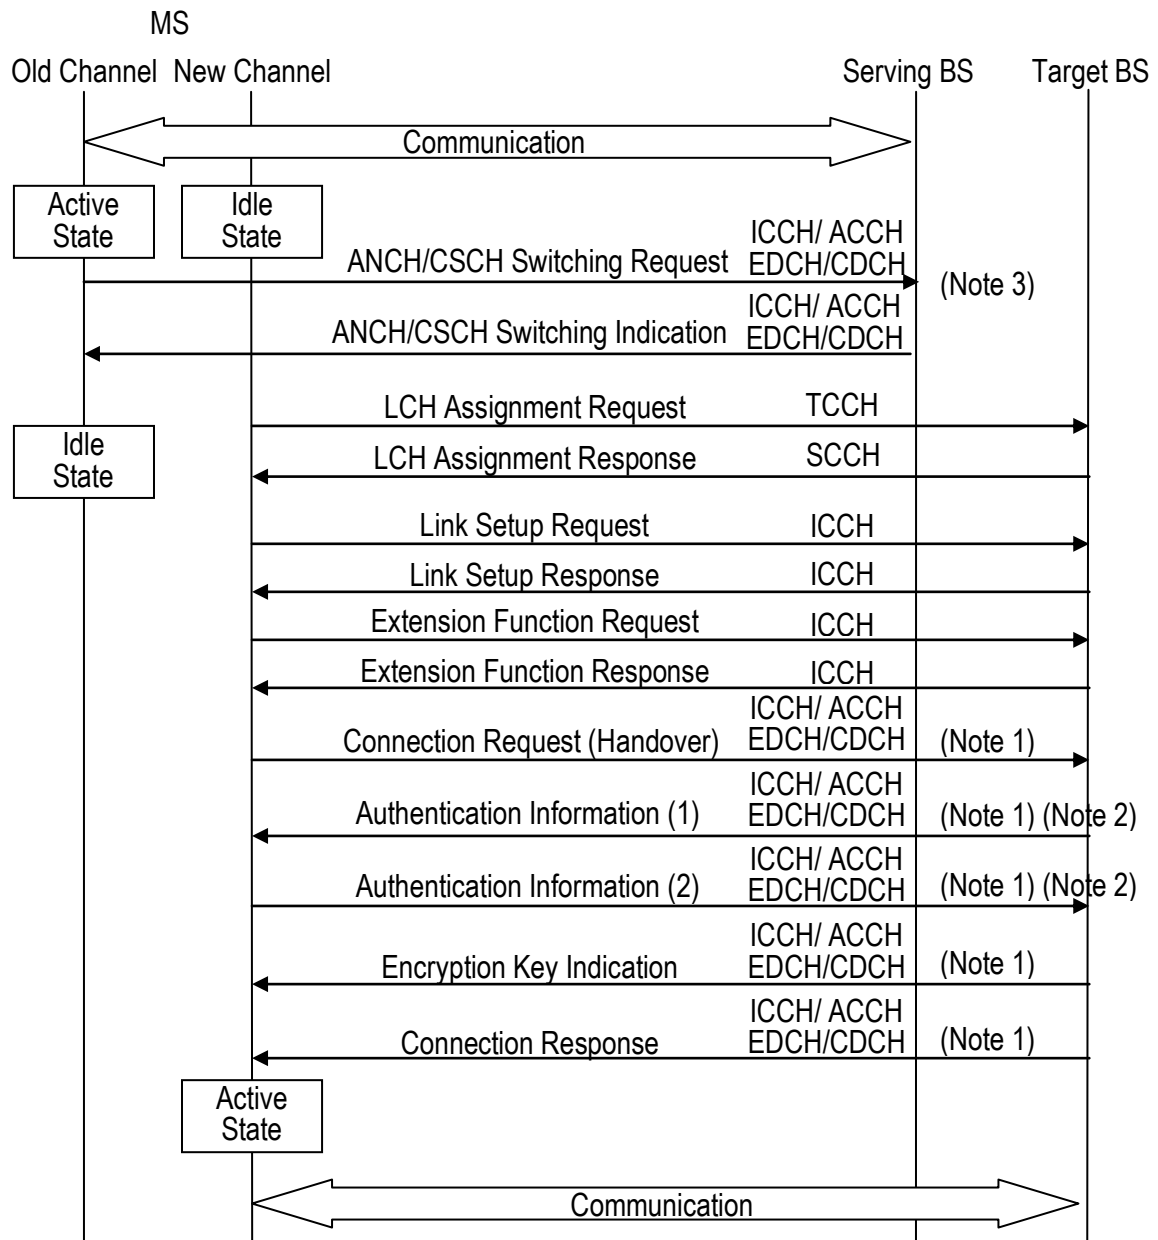 MS
Old Channel New Channel Serving BS Target BS
Communication
Active
State
Idle
State
ICCH/ ACCH
ANCH/CSCH Switching Request EDCH/CDCH (Note 3)
ICCH/ ACCH
ANCH/CSCH Switching Indication EDCH/CDCH
LCH Assignment Request TCCH
Idle
State
LCH Assignment Response SCCH
Link Setup Request ICCH
Link Setup Response ICCH
Extension Function Request ICCH
Extension Function Response ICCH
ICCH/ ACCH
Connection Request (Handover) EDCH/CDCH (Note 1)
ICCH/ ACCH
Authentication Information (1) EDCH/CDCH (Note 1) (Note 2)
ICCH/ ACCH
Authentication Information (2) EDCH/CDCH (Note 1) (Note 2)
ICCH/ ACCH
Encryption Key Indication EDCH/CDCH (Note 1)
ICCH/ ACCH
Connection Response EDCH/CDCH (Note 1)
Active
State
Communication